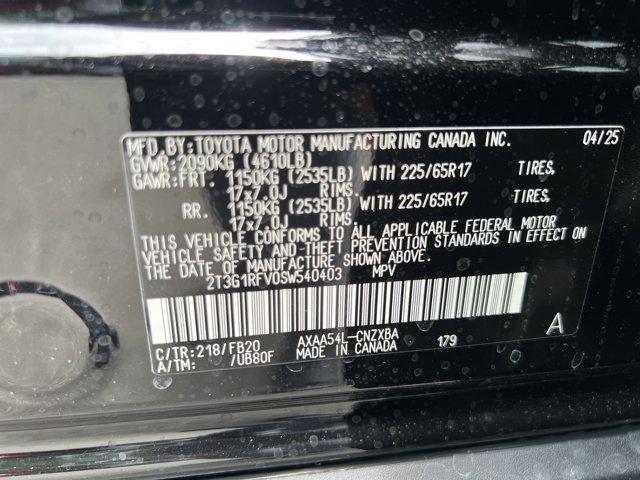 MFD.BY:TOYOTA MOTOR MANUFACTURING CANADA INC. 04/25
GVWR:2090KG (4610LB)
GAWR:FRT. 1150KG (2535LB) WITH 225/65R17 TIRES,
17x7.0J RIMS.
RR. 1150KG (2535LB) WITH 225/65R17 TIRES,
17x7.0J RIMS.
THIS VEHICLE CONFORMS TO ALL APPLICABLE FEDERAL MOTOR
VEHICLE SAFETY AND THEFT PREVENTION STANDARDS IN EFFECT ON
THE DATE OF MANUFACTURE SHOWN ABOVE.
2T3G1RFV0SW540403 MPV
C/TR:218/FB20 AXAA54L-CNZXBA 179 A
A/TM: /UB80F MADE IN CANADA